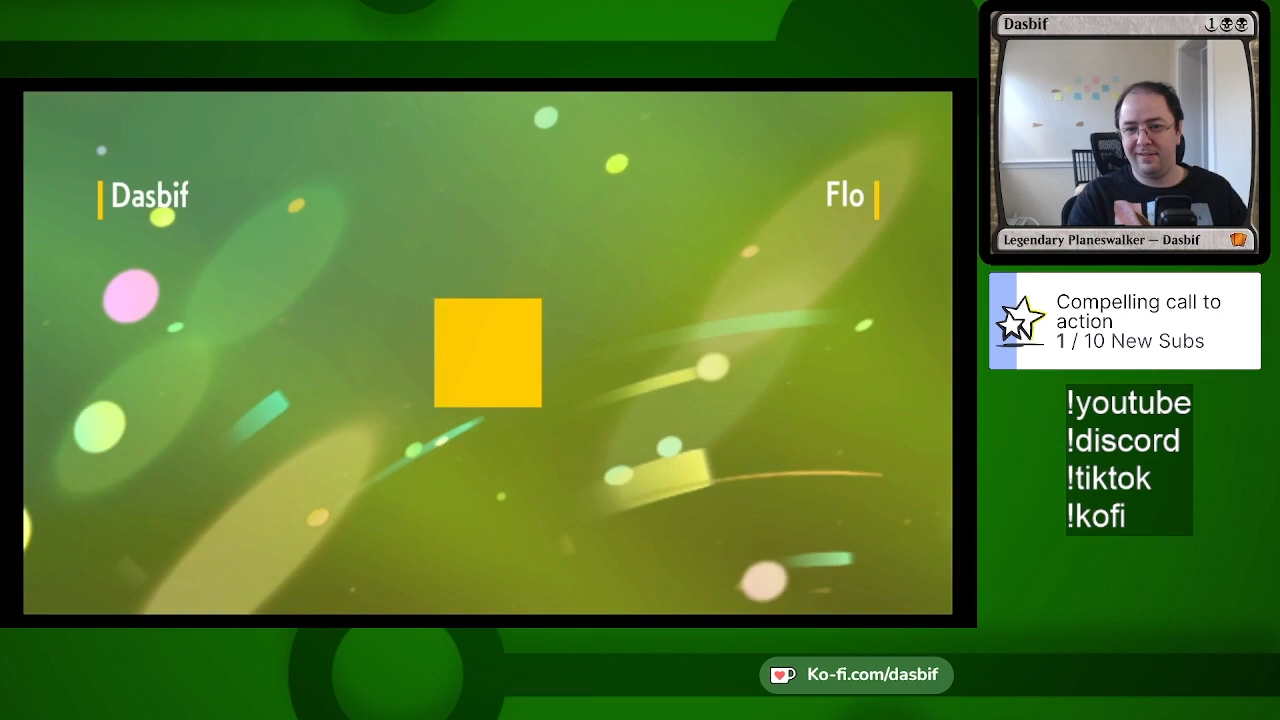 Dasbif
Flo
Dasbif 1
Legendary Planeswalker — Dasbif
Compelling call to
action
1 / 10 New Subs
!youtube
!discord
!tiktok
!kofi
Ko-fi.com/dasbif